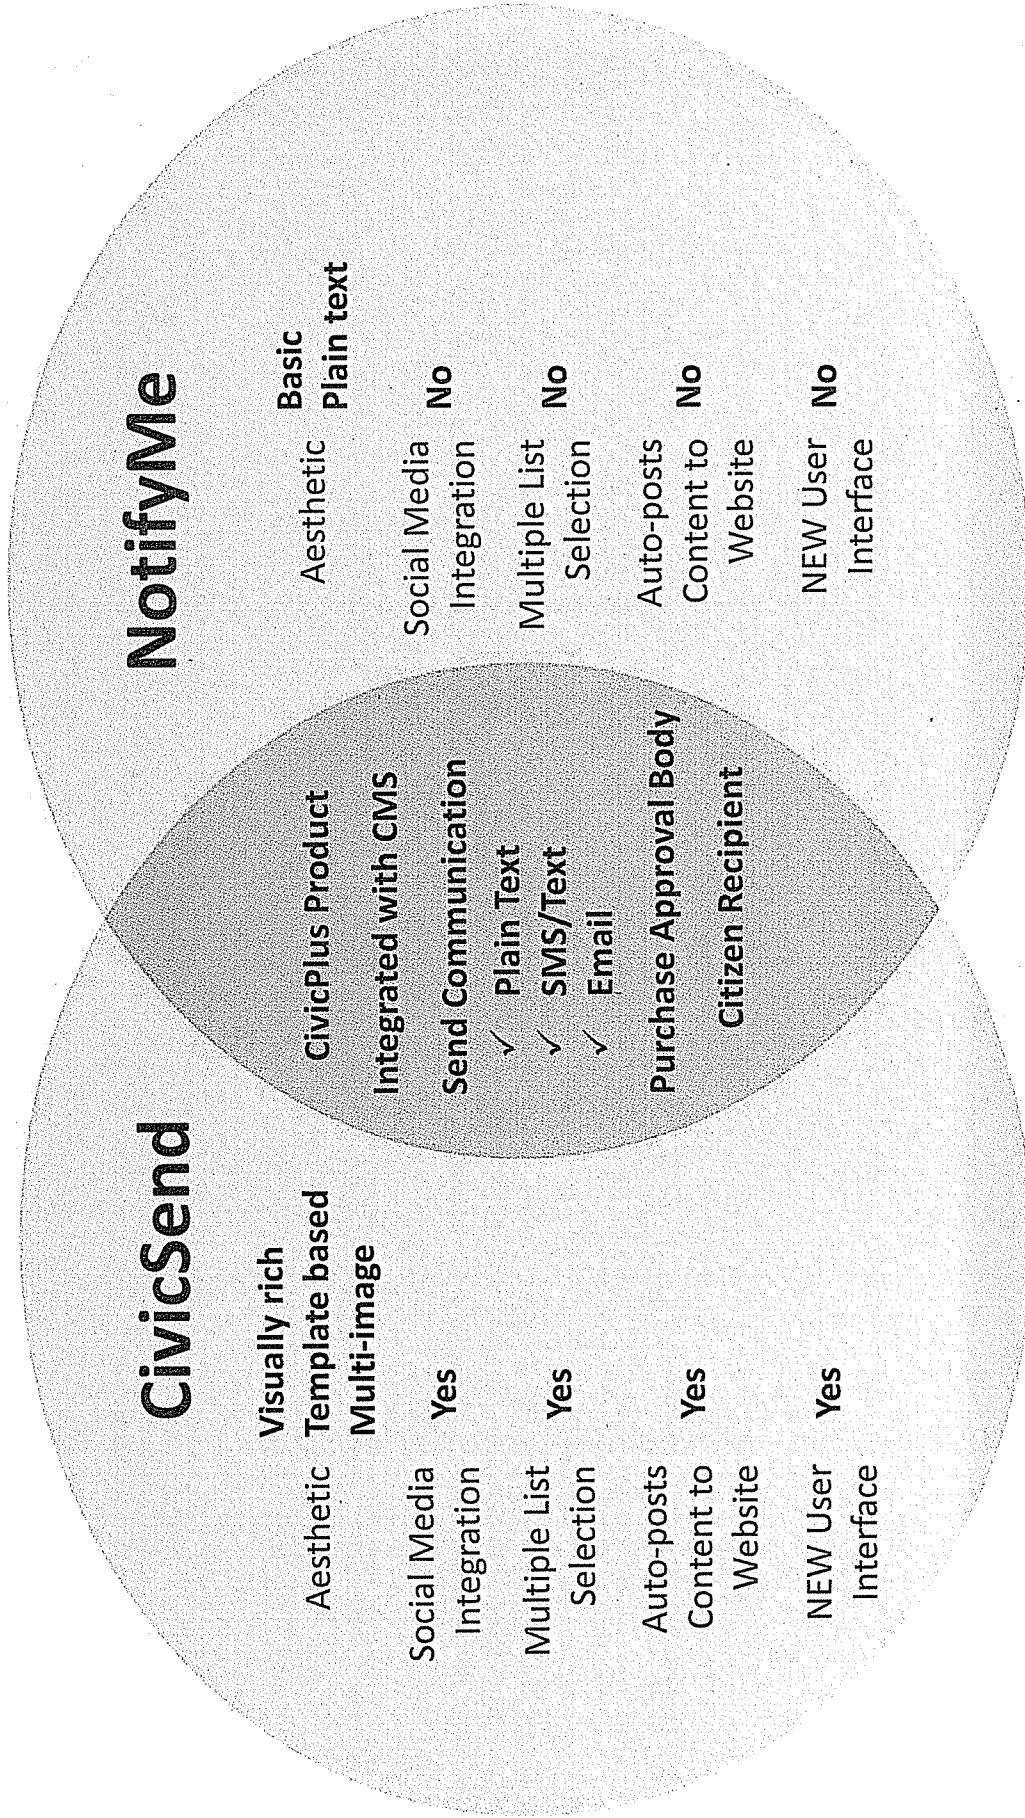 CivicSend
Visually rich
Aesthetic Template based
Multi-image
Social Media Yes
Integration
Multiple List Yes
Selection
Auto-posts
Content to Yes
Website
NEW User Yes
Interface
CivicPlus Product
Integrated with CMS
Send Communication
✓ Plain Text
✓ SMS/Text
✓ Email
Purchase Approval Body
Citizen Recipient
NotifyMe
Basic
Aesthetic Plain text
Social Media No
Integration
Multiple List No
Selection
Auto-posts
Content to No
Website
NEW User No
Interface